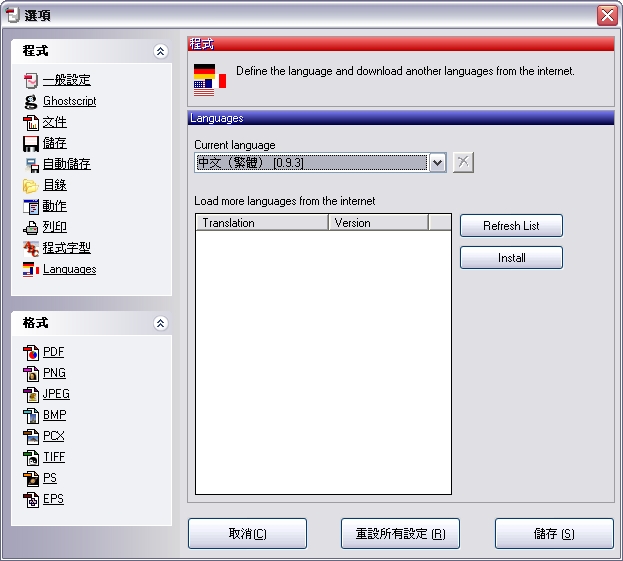 選項
程式
一般設定
Ghostscript
文件
儲存
自動儲存
目錄
動作
列印
程式字型
Languages
格式
PDF
PNG
JPEG
BMP
PCX
TIFF
PS
EPS
程式
Define the language and download another languages from the internet.
Languages
Current language
中文（繁體） [0.9.3]
Load more languages from the internet
Translation Version
Refresh List
Install
取消(C)
重設所有設定 (R)
儲存 (S)